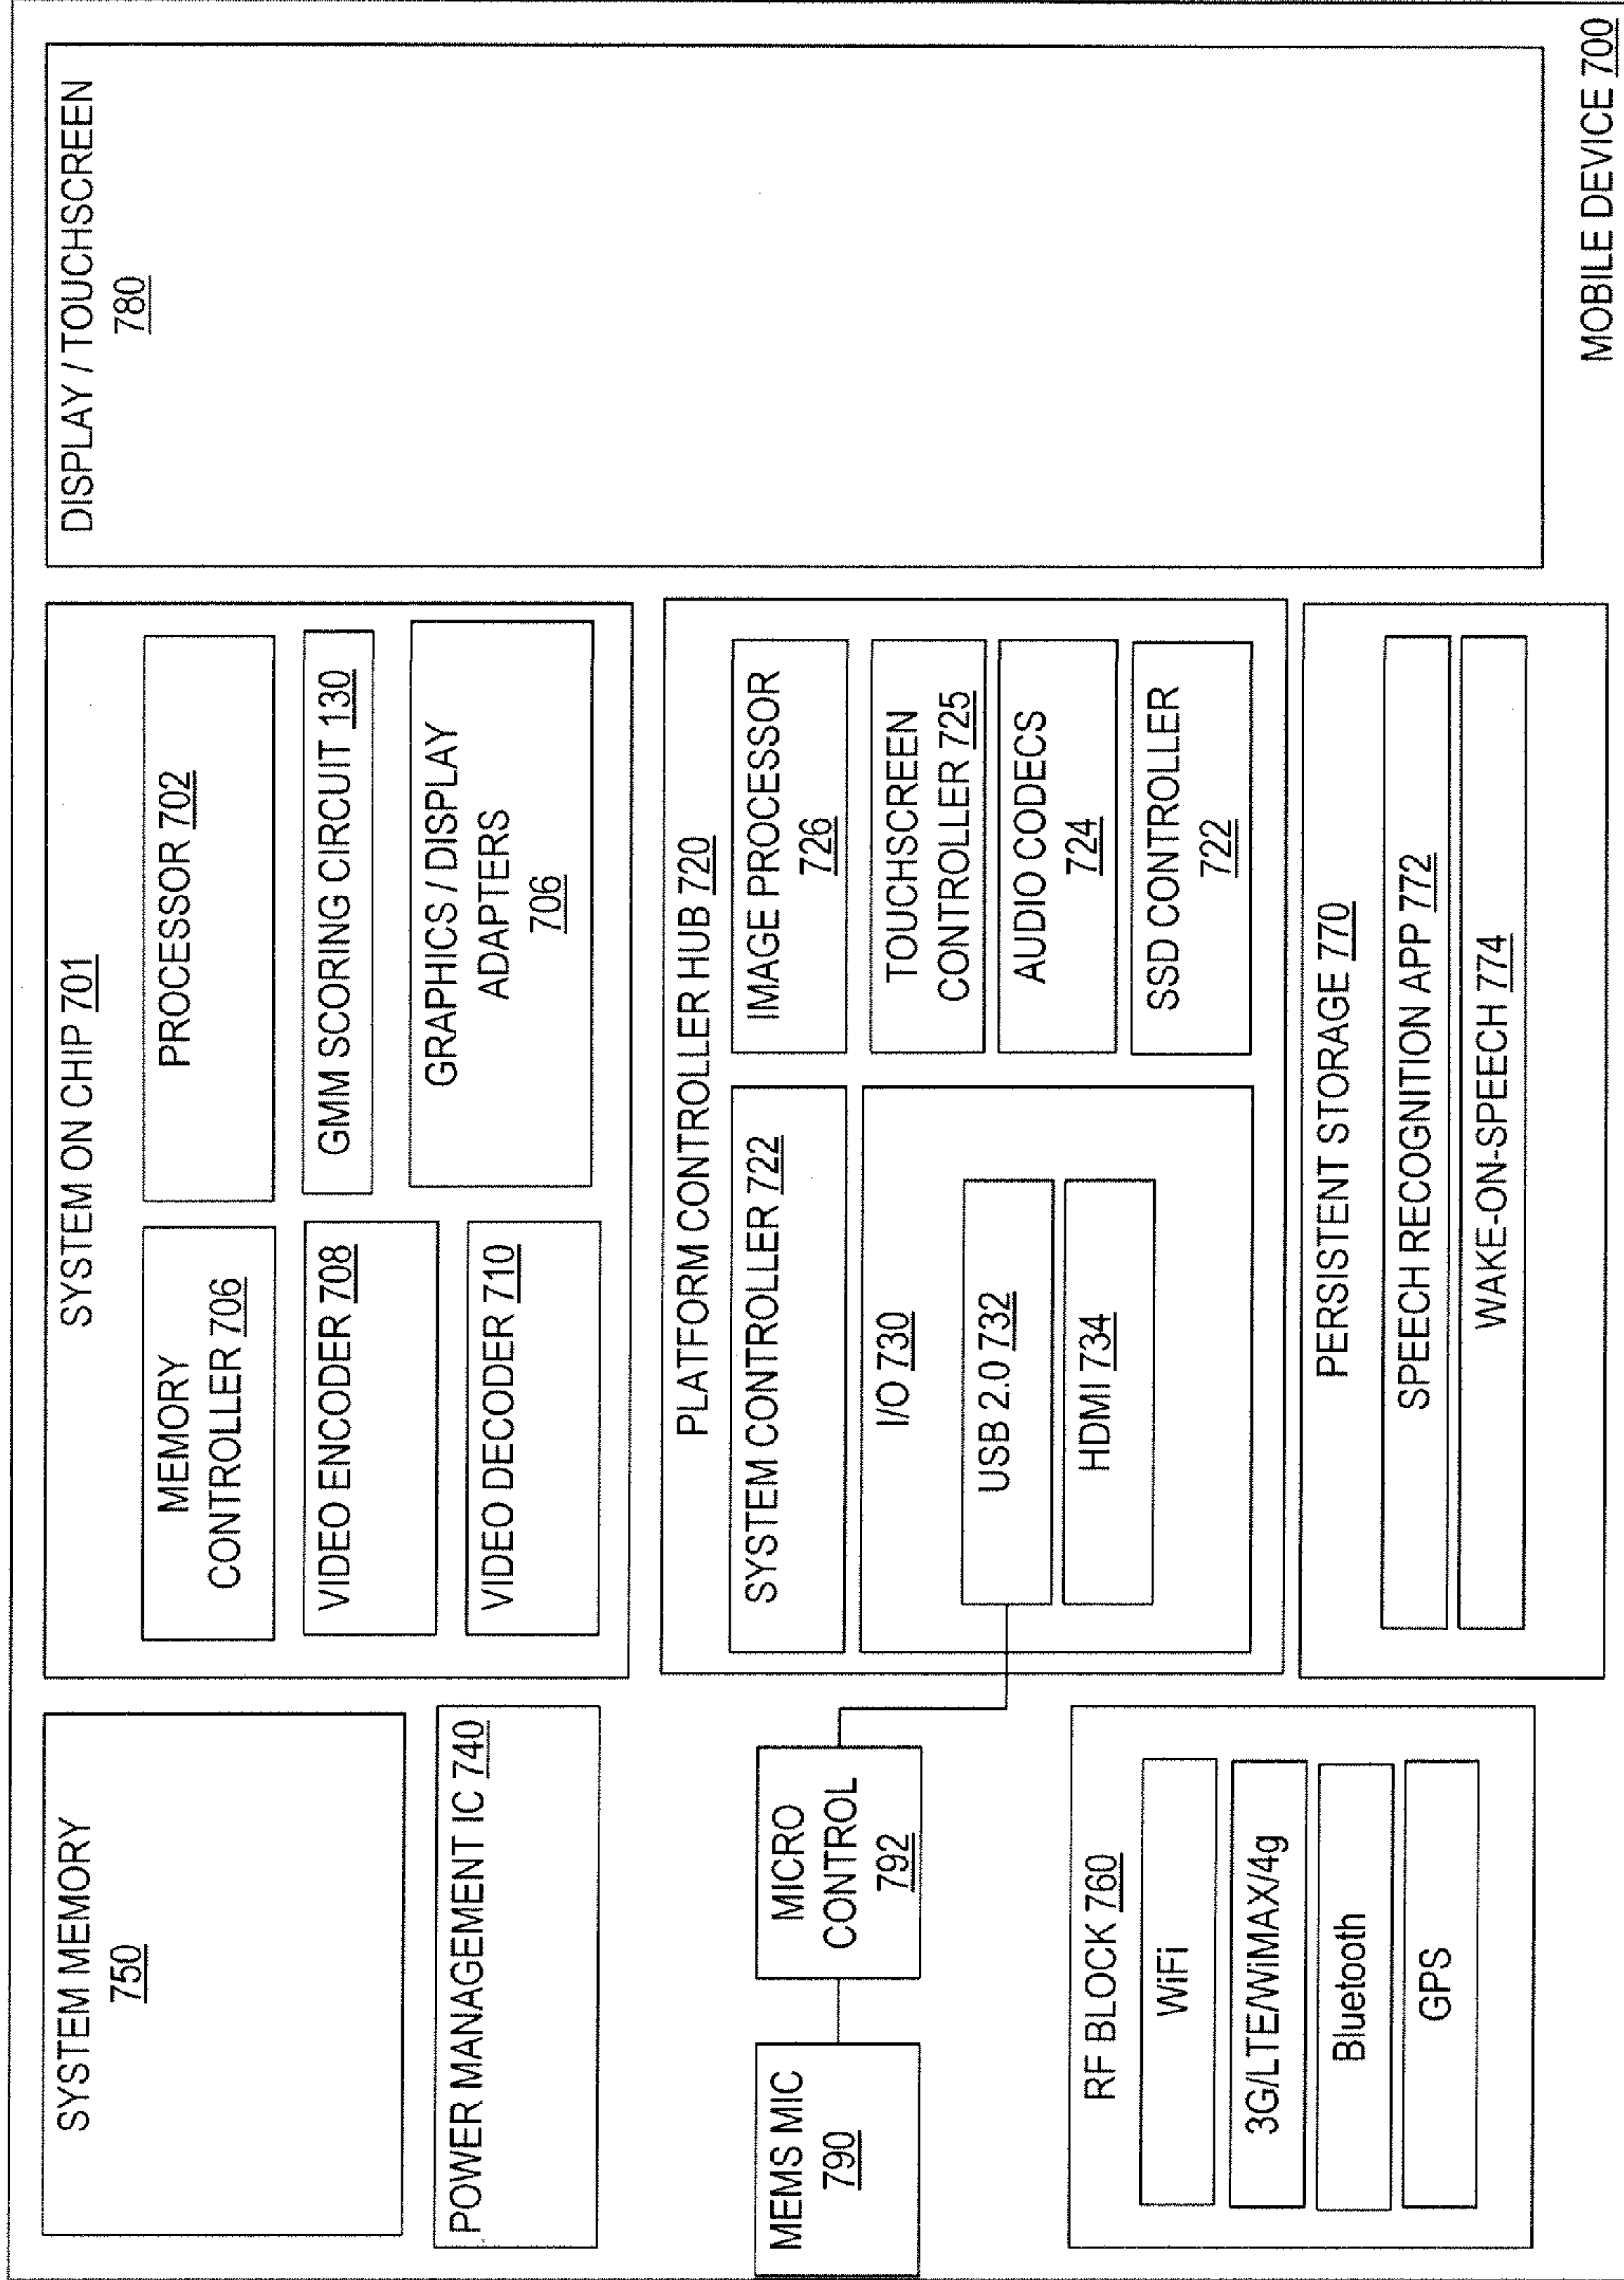 SYSTEM MEMORY
750
POWER MANAGEMENT IC 740
MEMS MIC
790
MICRO
CONTROL
792
RF BLOCK 760
WiFi
3G/LTE/WiMAX/4g
Bluetooth
GPS
SYSTEM ON CHIP 701
MEMORY
CONTROLLER 706
PROCESSOR 702
VIDEO ENCODER 708
GMM SCORING CIRCUIT 130
VIDEO DECODER 710
GRAPHICS / DISPLAY
ADAPTERS
706
PLATFORM CONTROLLER HUB 720
SYSTEM CONTROLLER 722
IMAGE PROCESSOR
726
I/O 730
USB 2.0 732
HDMI 734
TOUCHSCREEN
CONTROLLER 725
AUDIO CODECS
724
SSD CONTROLLER
722
PERSISTENT STORAGE 770
SPEECH RECOGNITION APP 772
WAKE-ON-SPEECH 774
DISPLAY / TOUCHSCREEN
780
MOBILE DEVICE 700